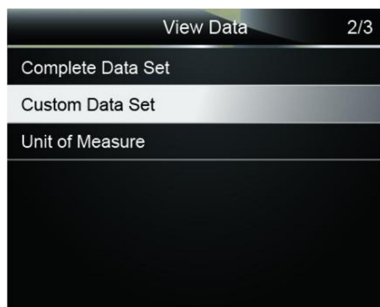 View Data 2/3
Complete Data Set
Custom Data Set
Unit of Measure